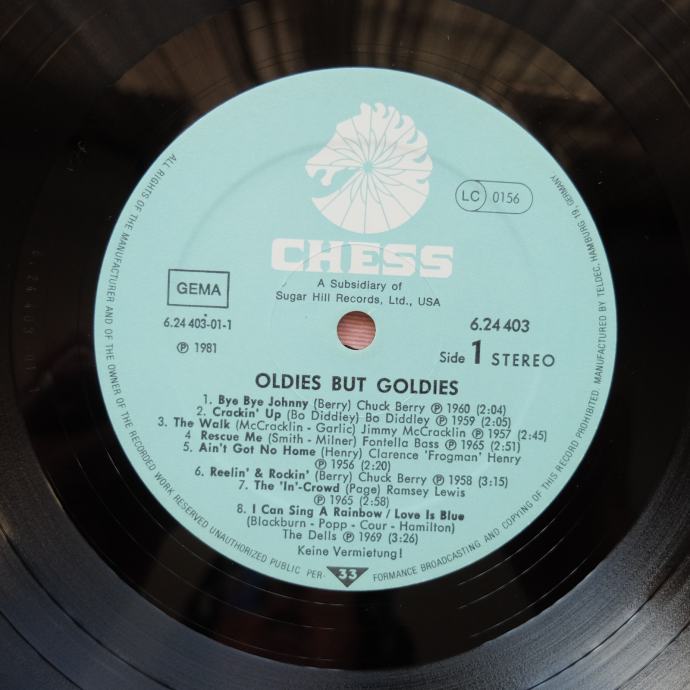 LC 0156
CHESS
A Subsidiary of
Sugar Hill Records, Ltd., USA
GEMA
6.24 403-01-1
℗ 1981
6.24 403
Side 1 STEREO
OLDIES BUT GOLDIES
1. Bye Bye Johnny (Berry) Chuck Berry ℗ 1960 (2:04)
2. Crackin' Up (Bo Diddley) Bo Diddley ℗ 1959 (2:05)
3. The Walk (McCracklin - Garlic) Jimmy McCracklin ℗ 1957 (2:45)
4 Rescue Me (Smith - Milner) Fontella Bass ℗ 1965 (2:51)
5. Ain't Got No Home (Henry) Clarence 'Frogman' Henry
℗ 1956 (2:20)
6. Reelin' & Rockin' (Berry) Chuck Berry ℗ 1958 (3:15)
7. The 'In'-Crowd (Page) Ramsey Lewis
℗ 1965 (2:58)
8. I Can Sing A Rainbow / Love Is Blue
(Blackburn - Popp - Cour - Hamilton)
The Dells ℗ 1969 (3:26)
Keine Vermietung!
33
ALL RIGHTS OF THE MANUFACTURER AND OF THE OWNER OF THE RECORDED WORK RESERVED UNAUTHORIZED PUBLIC PER- FORMANCE BROADCASTING AND COPYING OF THIS RECORD PROHIBITED. MANUFACTURED BY TELDEC, HAMBURG 19, GERMANY